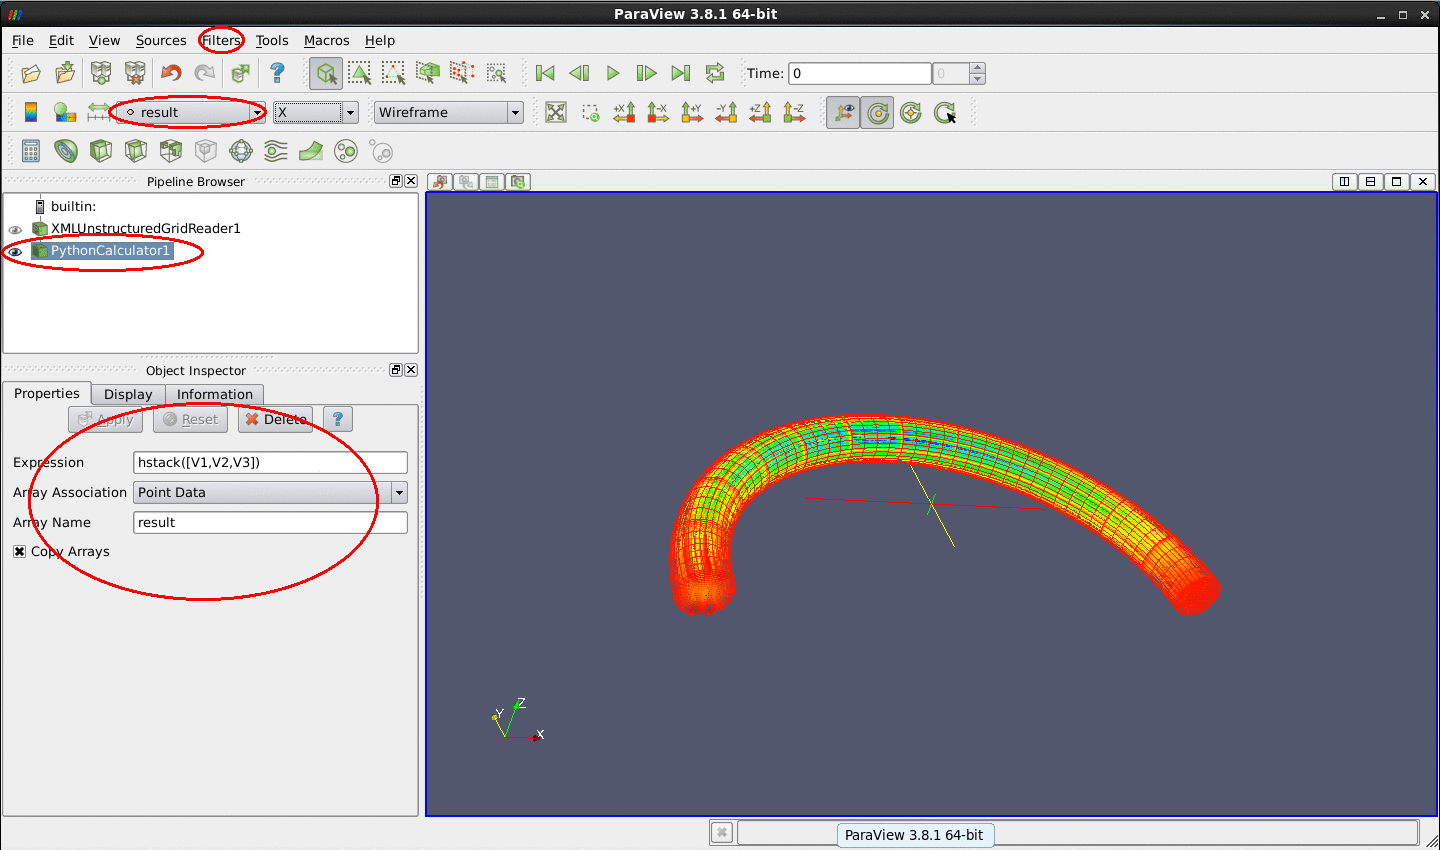 ParaView 3.8.1 64-bit
File Edit View Sources Filters Tools Macros Help
Time: 0 0
result X Wireframe
+X -X +Y -Y +Z -Z
Pipeline Browser
builtin:
XMLUnstructuredGridReader1
PythonCalculator1
Object Inspector
Properties Display Information
Apply Reset Delete ?
Expression hstack([V1,V2,V3])
Array Association Point Data
Array Name result
Copy Arrays
Z
Y
X
ParaView 3.8.1 64-bit